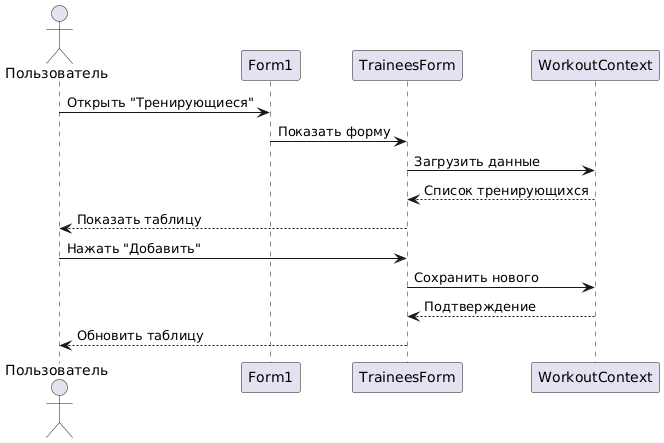 Пользователь
Form1
TraineesForm
WorkoutContext
Открыть "Тренирующиеся"
Показать форму
Загрузить данные
Список тренирующихся
Показать таблицу
Нажать "Добавить"
Сохранить нового
Подтверждение
Обновить таблицу
Пользователь
Form1
TraineesForm
WorkoutContext